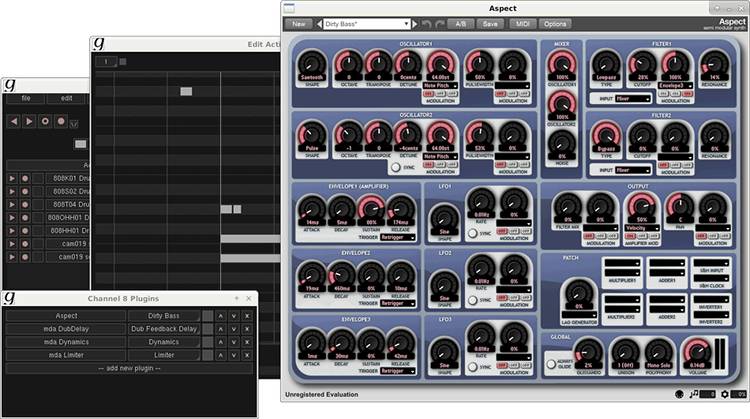 g
Edit Acti
1
g
file
edit
808K01 Dru
808S02 Dru
808T04 Dru
808OHH01 D
808HH01 Dr
cam019
cam019 s
g
Channel 8 Plugins
Aspect Dirty Bass
mda DubDelay Dub Feedback Delay
mda Dynamics Dynamics
mda Limiter Limiter
-- add new plugin --
Aspect
New Dirty Bass* A/B Save MIDI Options
Aspect
semi modular synth
OSCILLATOR1
Sawtooth 0 0 0cents 64.00st 50% 0%
Note Pitch
SHAPE OCTAVE TRANSPOSE DETUNE MODULATION PULSEWIDTH MODULATION
OSCILLATOR2
Pulse -1 0 -4cents 64.00st 53% 0%
Note Pitch
SHAPE OCTAVE TRANSPOSE DETUNE MODULATION PULSEWIDTH MODULATION
SYNC
MIXER
100%
OSCILLATOR1
100%
OSCILLATOR2
0%
NOISE
FILTER1
Lowpass 28% 100% 14%
Envelope3
TYPE CUTOFF MODULATION RESONANCE
INPUT Mixer
FILTER2
Bypass 0% 0% 0%
TYPE CUTOFF MODULATION RESONANCE
INPUT Mixer
ENVELOPE1 (AMPLIFIER)
14ms 5ms 80% 174ms
ATTACK DECAY SUSTAIN RELEASE
TRIGGER Retrigger
LFO1
Sine 0.01Hz 0%
SHAPE RATE MODULATION
SYNC
OUTPUT
0% 0% 50% C 0%
Velocity
FILTER MIX MODULATION AMPLIFIER MOD PAN MODULATION
ENVELOPE2
19ms 460ms 0% 10ms
ATTACK DECAY SUSTAIN RELEASE
TRIGGER Retrigger
LFO2
Sine 0.01Hz 0%
SHAPE RATE MODULATION
SYNC
PATCH
0%
LAG GENERATOR
MULTIPLIER1 ADDER1 S&H INPUT
S&H CLOCK
MULTIPLIER2 ADDER2 INVERTER1
INVERTER2
ENVELOPE3
1ms 30ms 0% 42ms
ATTACK DECAY SUSTAIN RELEASE
TRIGGER Retrigger
LFO3
Sine 0.01Hz 0%
SHAPE RATE MODULATION
SYNC
GLOBAL
ALWAYS GLIDE
2% 1 (Off) Mono Solo 0.14dB
GLISSANDO UNISON POLYPHONY VOLUME
Unregistered Evaluation
0 0%